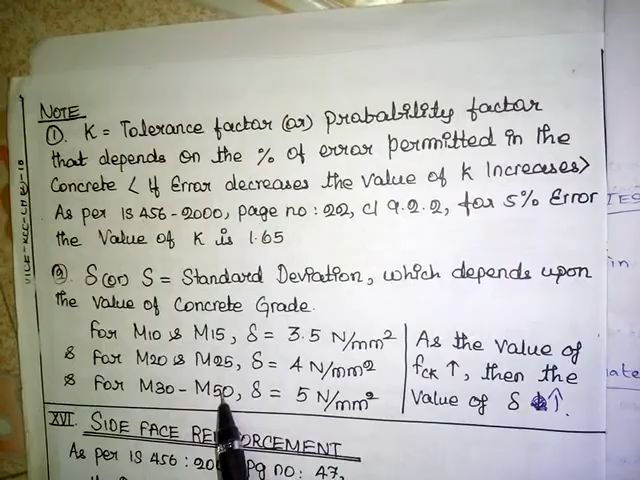 NOTE
①. K = Tolerance factor (or) probability factor
that depends on the % of error permitted in the
Concrete < If Error decreases the value of K Increases>
As per IS 456-2000, page no: 22, cl 9.2.2, for 5% Error
the Value of K is 1.65
②. δ (or) S = Standard Deviation, which depends upon
the value of Concrete Grade.
For M10 & M15, δ = 3.5 N/mm²
& For M20 & M25, δ = 4 N/mm²
& For M30 - M50, δ = 5 N/mm²
As the value of
fck ↑, then the
value of δ ↑.
XVI. SIDE FACE REINFORCEMENT
As per IS 456: pg no: 47,
TES
in
ate